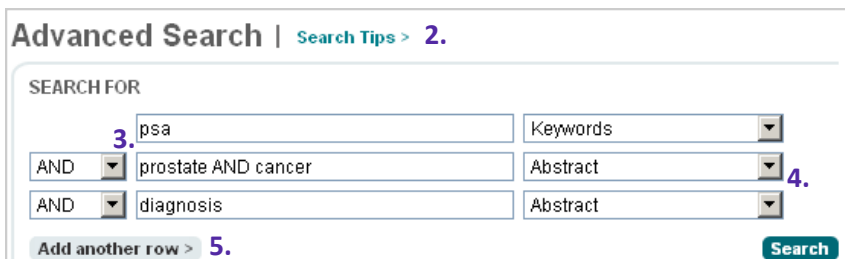 Advanced Search | Search Tips > 2.
SEARCH FOR
3. psa Keywords
AND prostate AND cancer Abstract 4.
AND diagnosis Abstract
Add another row > 5. Search